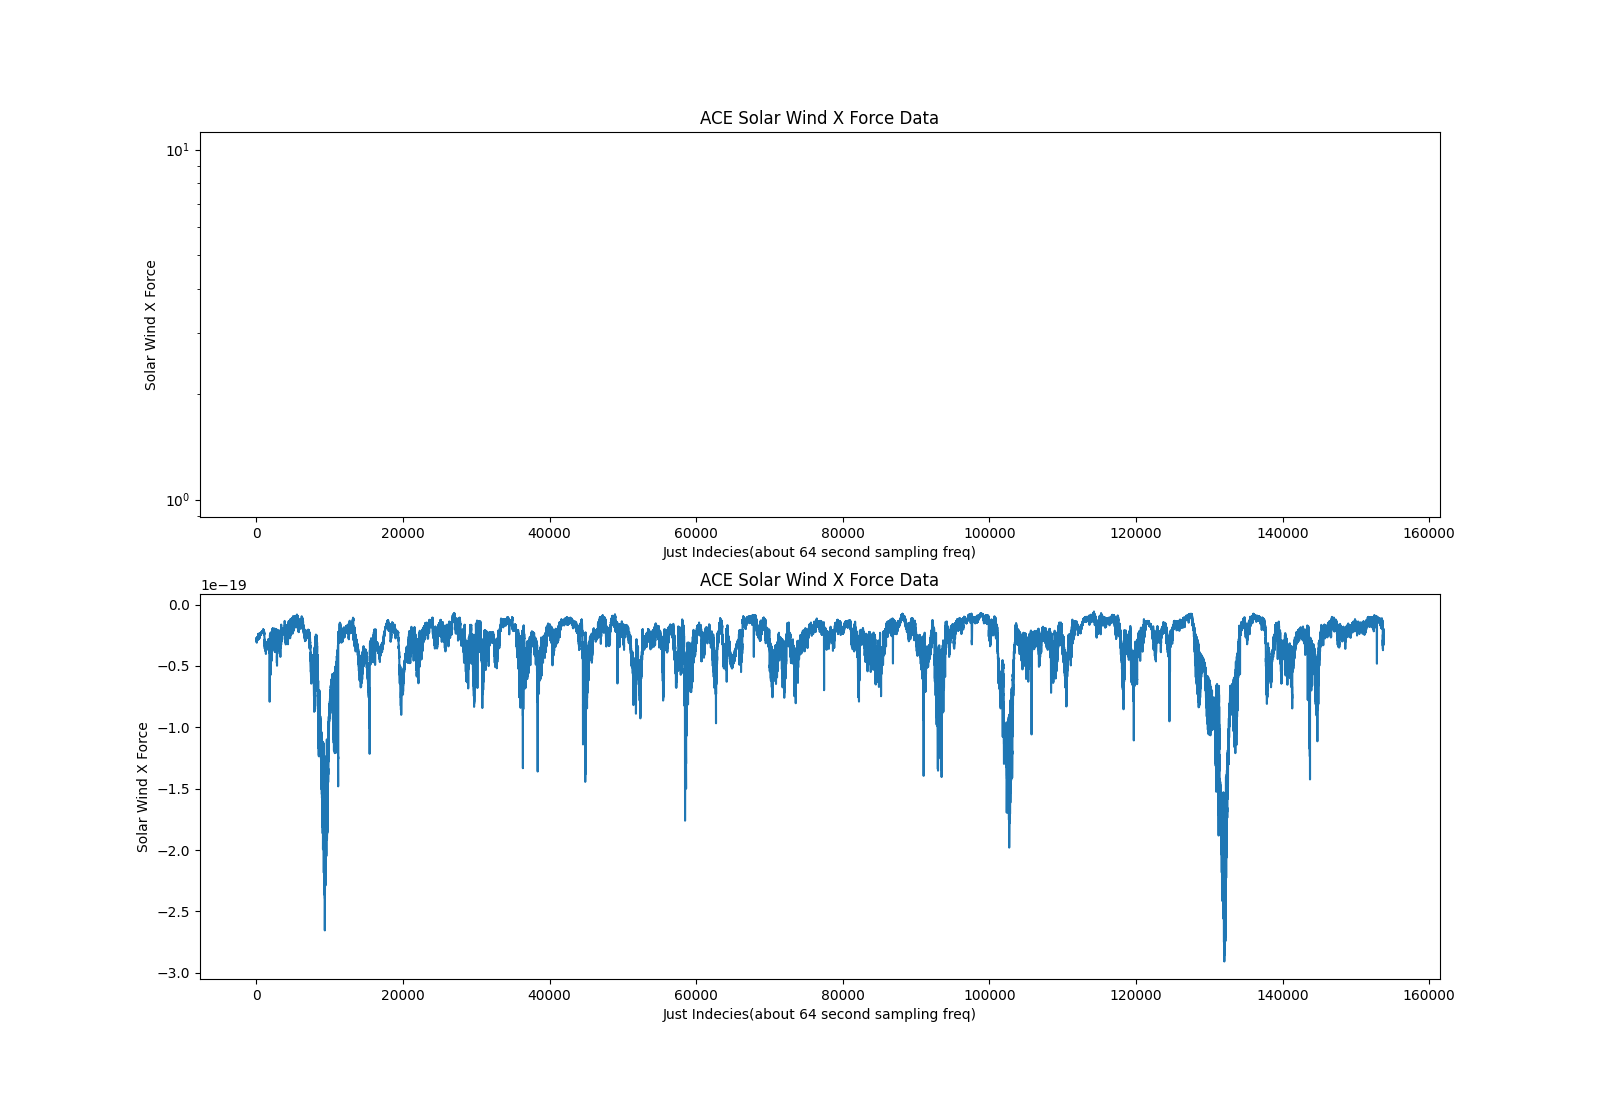 ACE Solar Wind X Force Data
10¹
10⁰
Solar Wind X Force
0 20000 40000 60000 80000 100000 120000 140000 160000
Just Indecies(about 64 second sampling freq)
ACE Solar Wind X Force Data
1e−19
0.0
−0.5
−1.0
−1.5
−2.0
−2.5
−3.0
Solar Wind X Force
0 20000 40000 60000 80000 100000 120000 140000 160000
Just Indecies(about 64 second sampling freq)